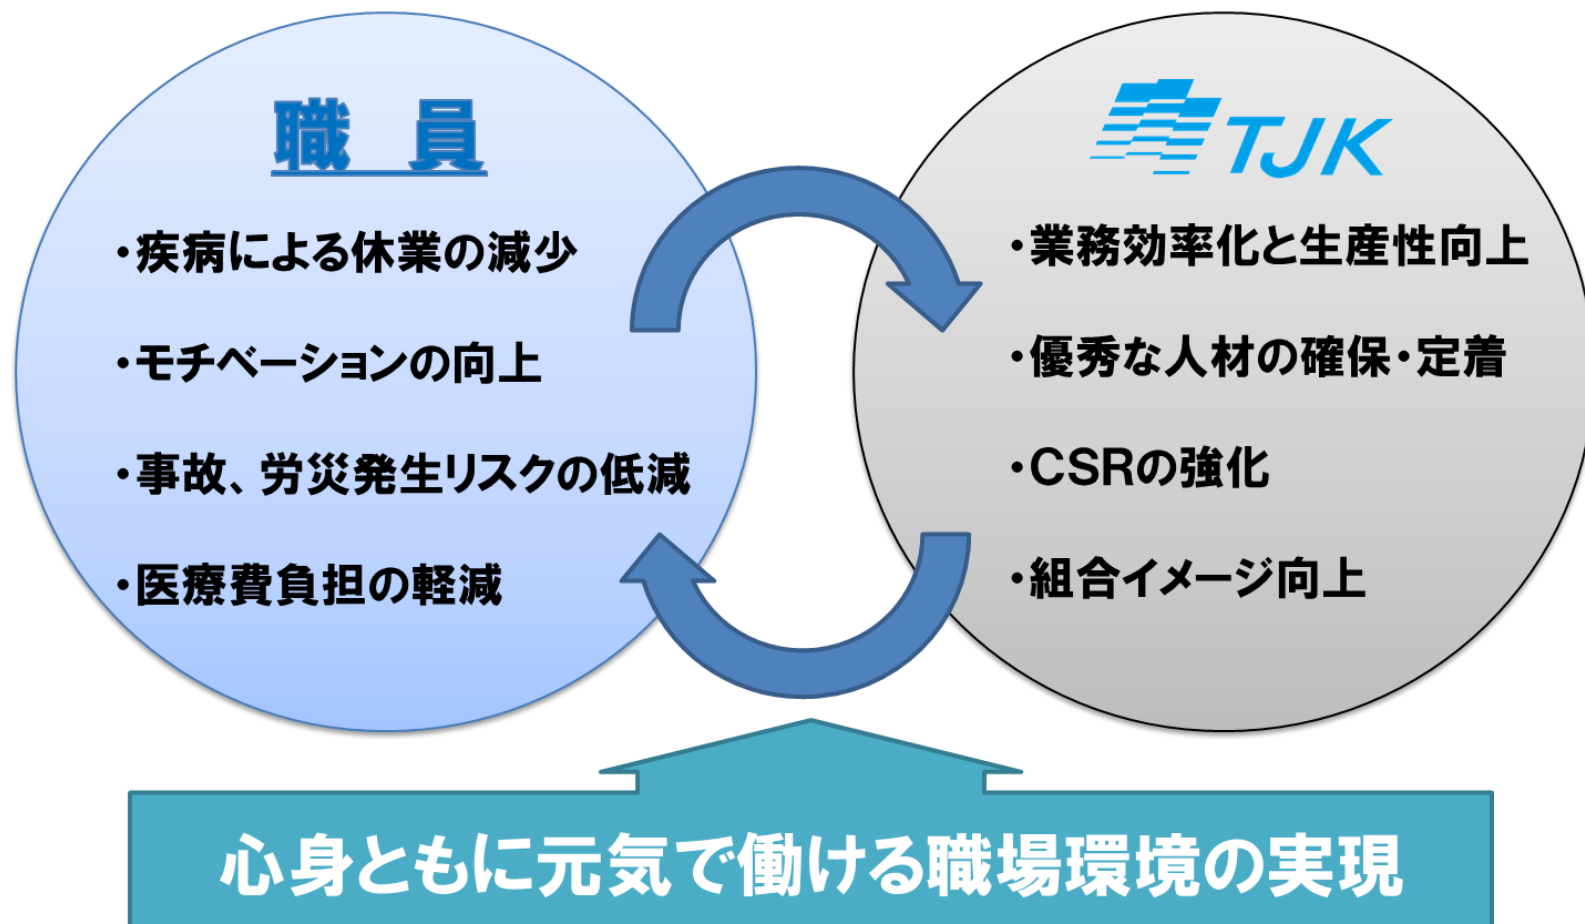 職　員
・疾病による休業の減少
・モチベーションの向上
・事故、労災発生リスクの低減
・医療費負担の軽減
TJK
・業務効率化と生産性向上
・優秀な人材の確保・定着
・CSRの強化
・組合イメージ向上
心身ともに元気で働ける職場環境の実現